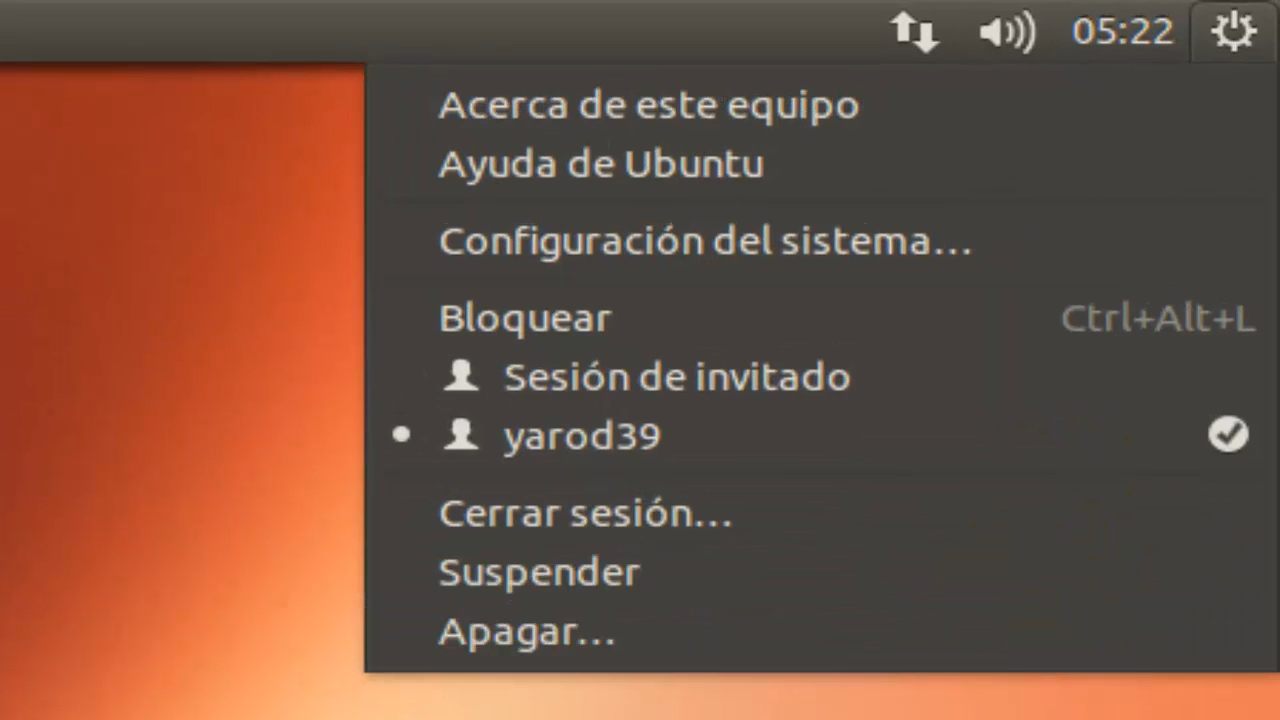 05:22
Acerca de este equipo
Ayuda de Ubuntu
Configuración del sistema...
Bloquear Ctrl+Alt+L
Sesión de invitado
yarod39
Cerrar sesión...
Suspender
Apagar...